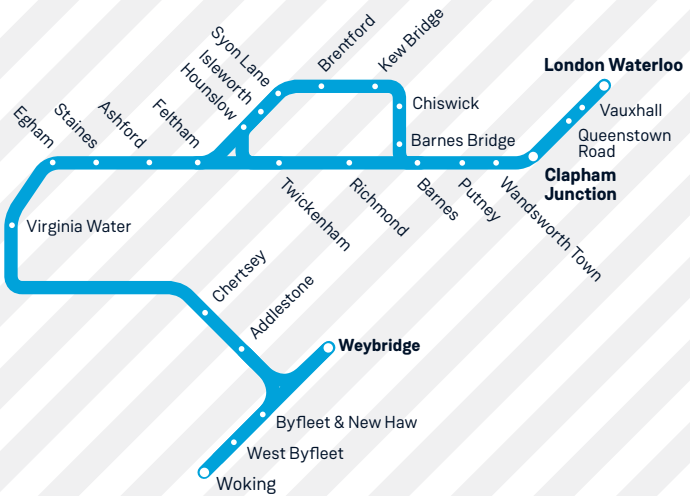 Syon Lane
Isleworth
Hounslow
Brentford
Kew Bridge
London Waterloo
Vauxhall
Queenstown
Road
Clapham
Junction
Chiswick
Barnes Bridge
Egham
Staines
Ashford
Feltham
Twickenham
Richmond
Barnes
Putney
Wandsworth Town
Virginia Water
Chertsey
Addlestone
Weybridge
Byfleet & New Haw
West Byfleet
Woking